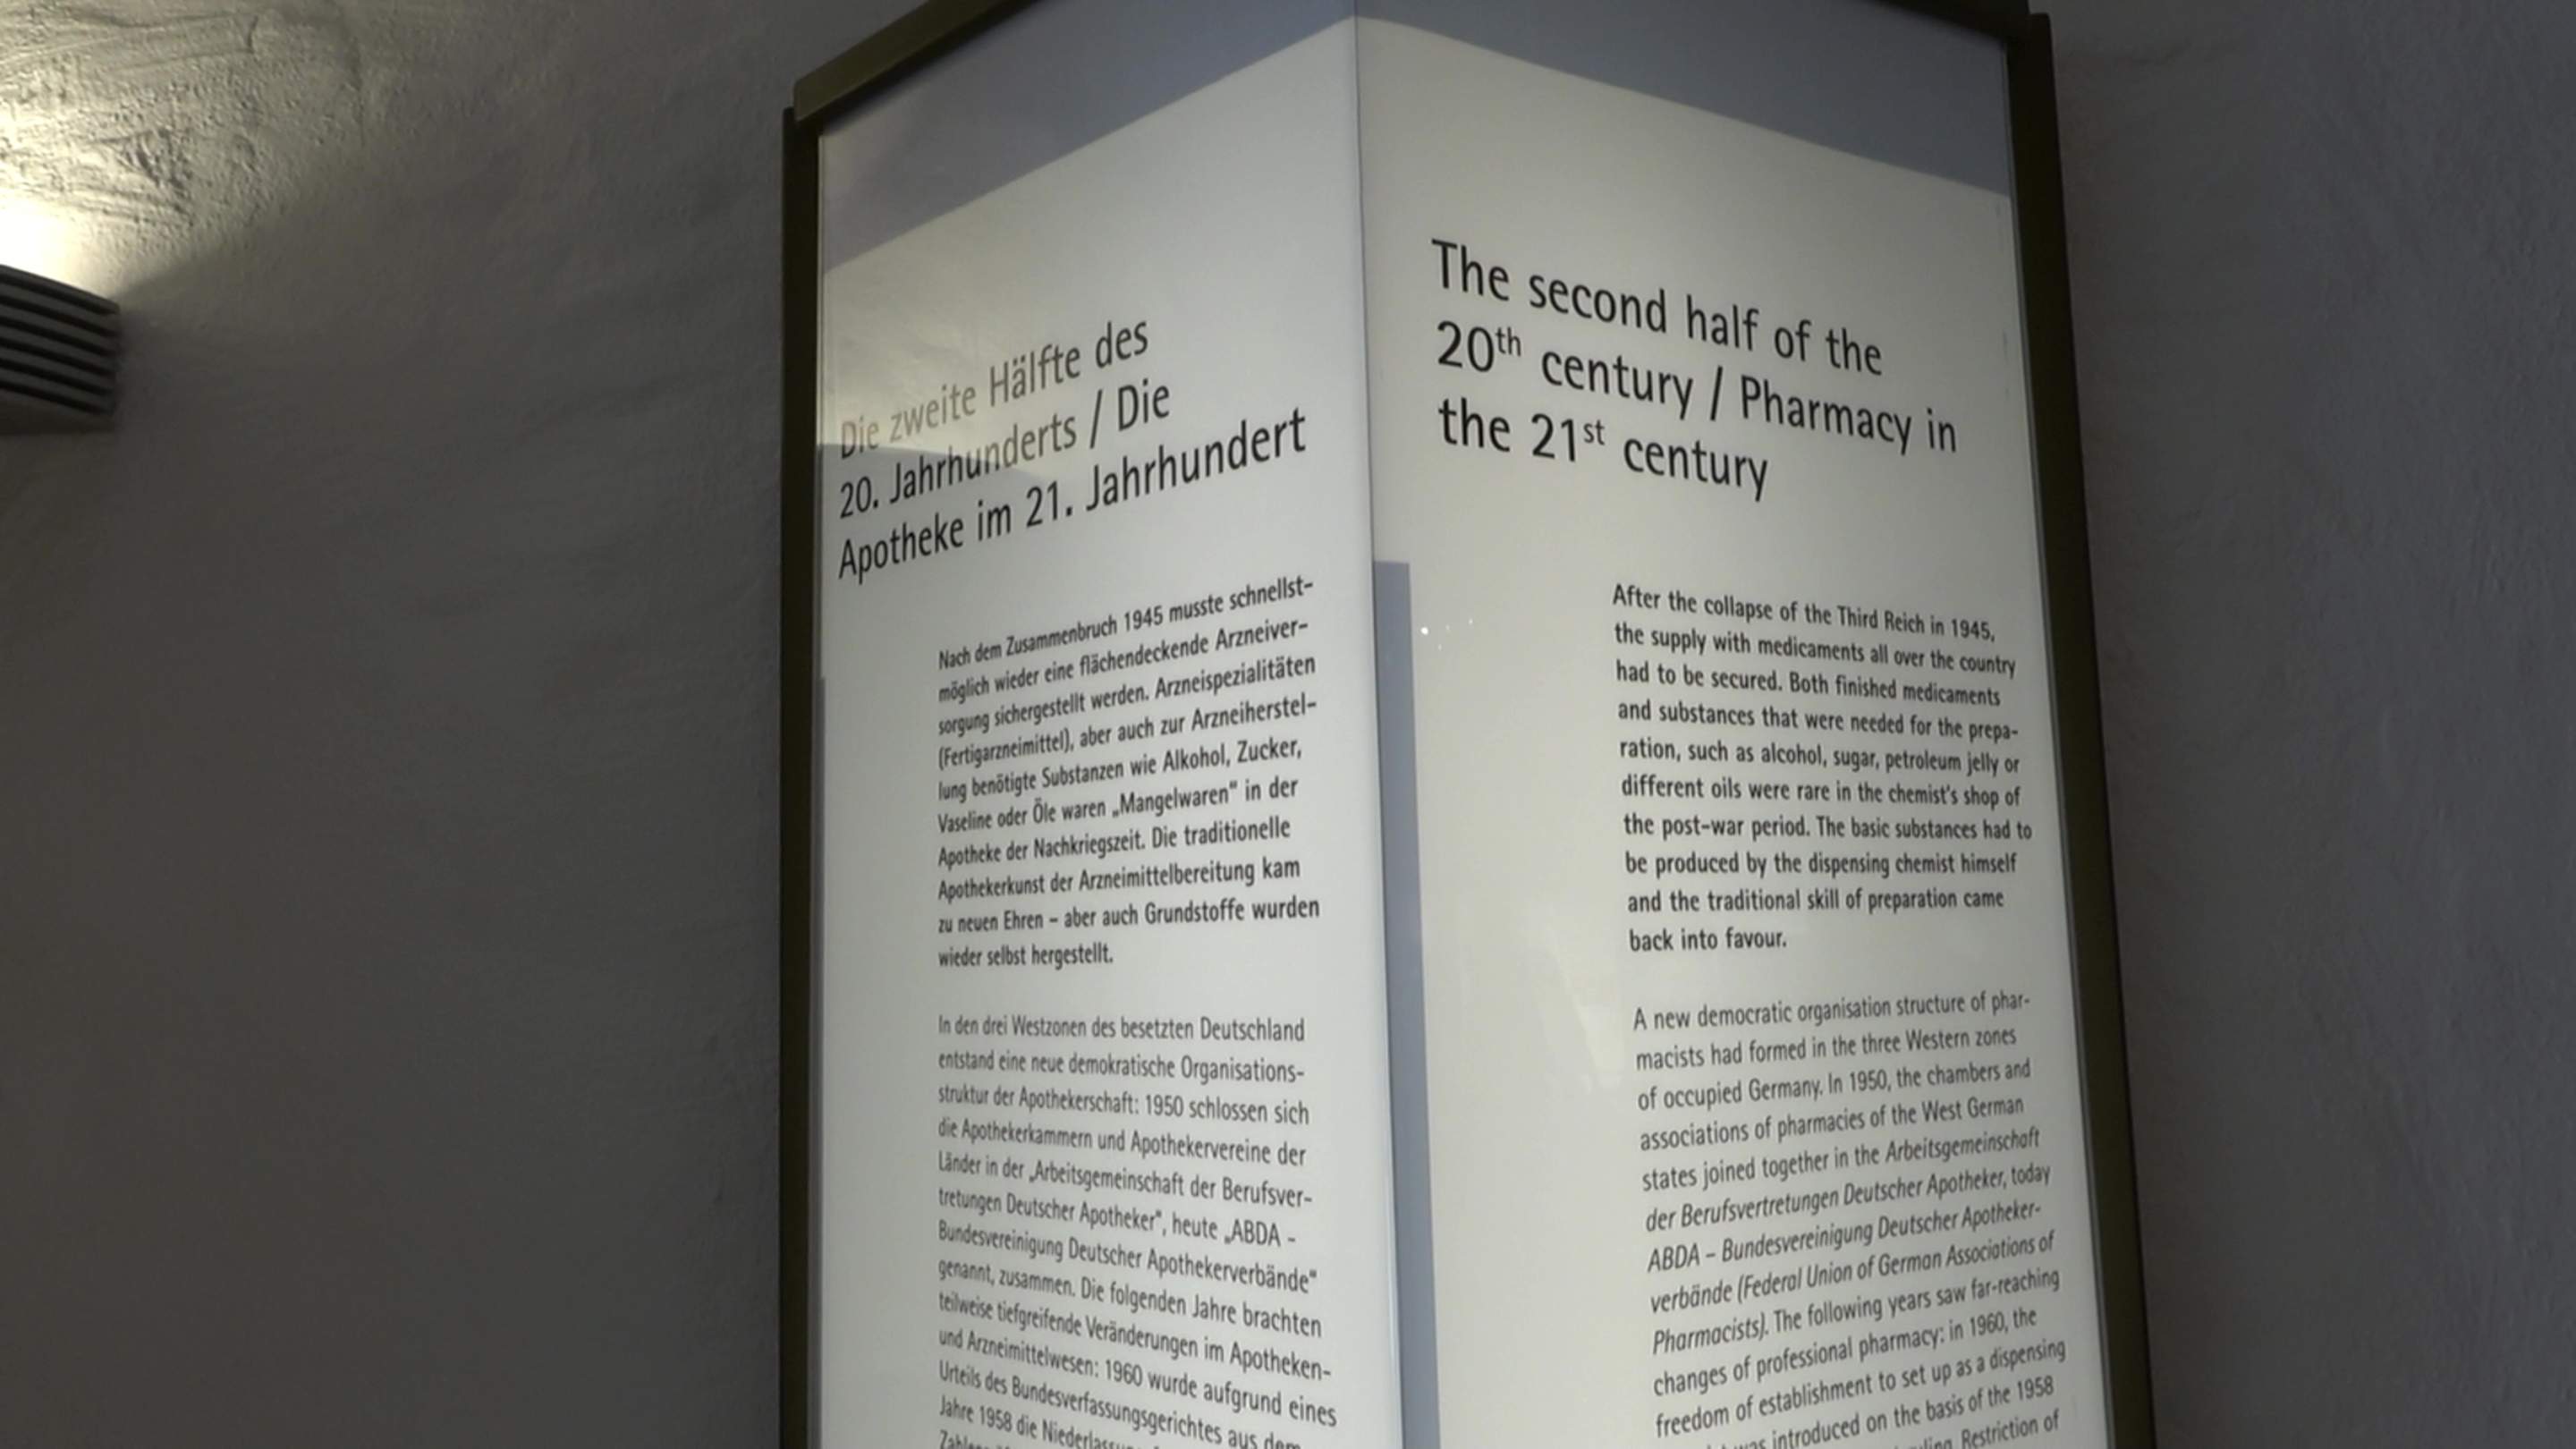 Die zweite Hälfte des
20. Jahrhunderts / Die
Apotheke im 21. Jahrhundert
Nach dem Zusammenbruch 1945 musste schnellst-
möglich wieder eine flächendeckende Arzneiver-
sorgung sichergestellt werden. Arzneispezialitäten
(Fertigarzneimittel), aber auch zur Arzneiherstel-
lung benötigte Substanzen wie Alkohol, Zucker,
Vaseline oder Öle waren „Mangelwaren“ in der
Apotheke der Nachkriegszeit. Die traditionelle
Apothekerkunst der Arzneimittelbereitung kam
zu neuen Ehren – aber auch Grundstoffe wurden
wieder selbst hergestellt.
In den drei Westzonen des besetzten Deutschland
entstand eine neue demokratische Organisations-
struktur der Apothekerschaft: 1950 schlossen sich
die Apothekerkammern und Apothekervereine der
Länder in der „Arbeitsgemeinschaft der Berufsver-
tretungen Deutscher Apotheker“, heute „ABDA -
Bundesvereinigung Deutscher Apothekerverbände“
genannt, zusammen. Die folgenden Jahre brachten
teilweise tiefgreifende Veränderungen im Apotheken-
und Arzneimittelwesen: 1960 wurde aufgrund eines
Urteils des Bundesverfassungsgerichtes aus dem
Jahre 1958 die
The second half of the
20th century / Pharmacy in
the 21st century
After the collapse of the Third Reich in 1945,
the supply with medicaments all over the country
had to be secured. Both finished medicaments
and substances that were needed for the prepa-
ration, such as alcohol, sugar, petroleum jelly or
different oils were rare in the chemist's shop of
the post-war period. The basic substances had to
be produced by the dispensing chemist himself
and the traditional skill of preparation came
back into favour.
A new democratic organisation structure of phar-
macists had formed in the three Western zones
of occupied Germany. In 1950, the chambers and
associations of pharmacies of the West German
states joined together in the Arbeitsgemeinschaft
der Berufsvertretungen Deutscher Apotheker, today
ABDA – Bundesvereinigung Deutscher Apotheker-
verbände (Federal Union of German Associations of
Pharmacists). The following years saw far-reaching
changes of professional pharmacy: in 1960, the
freedom of establishment to set up as a dispensing
was introduced on the basis of the 1958
Restriction of